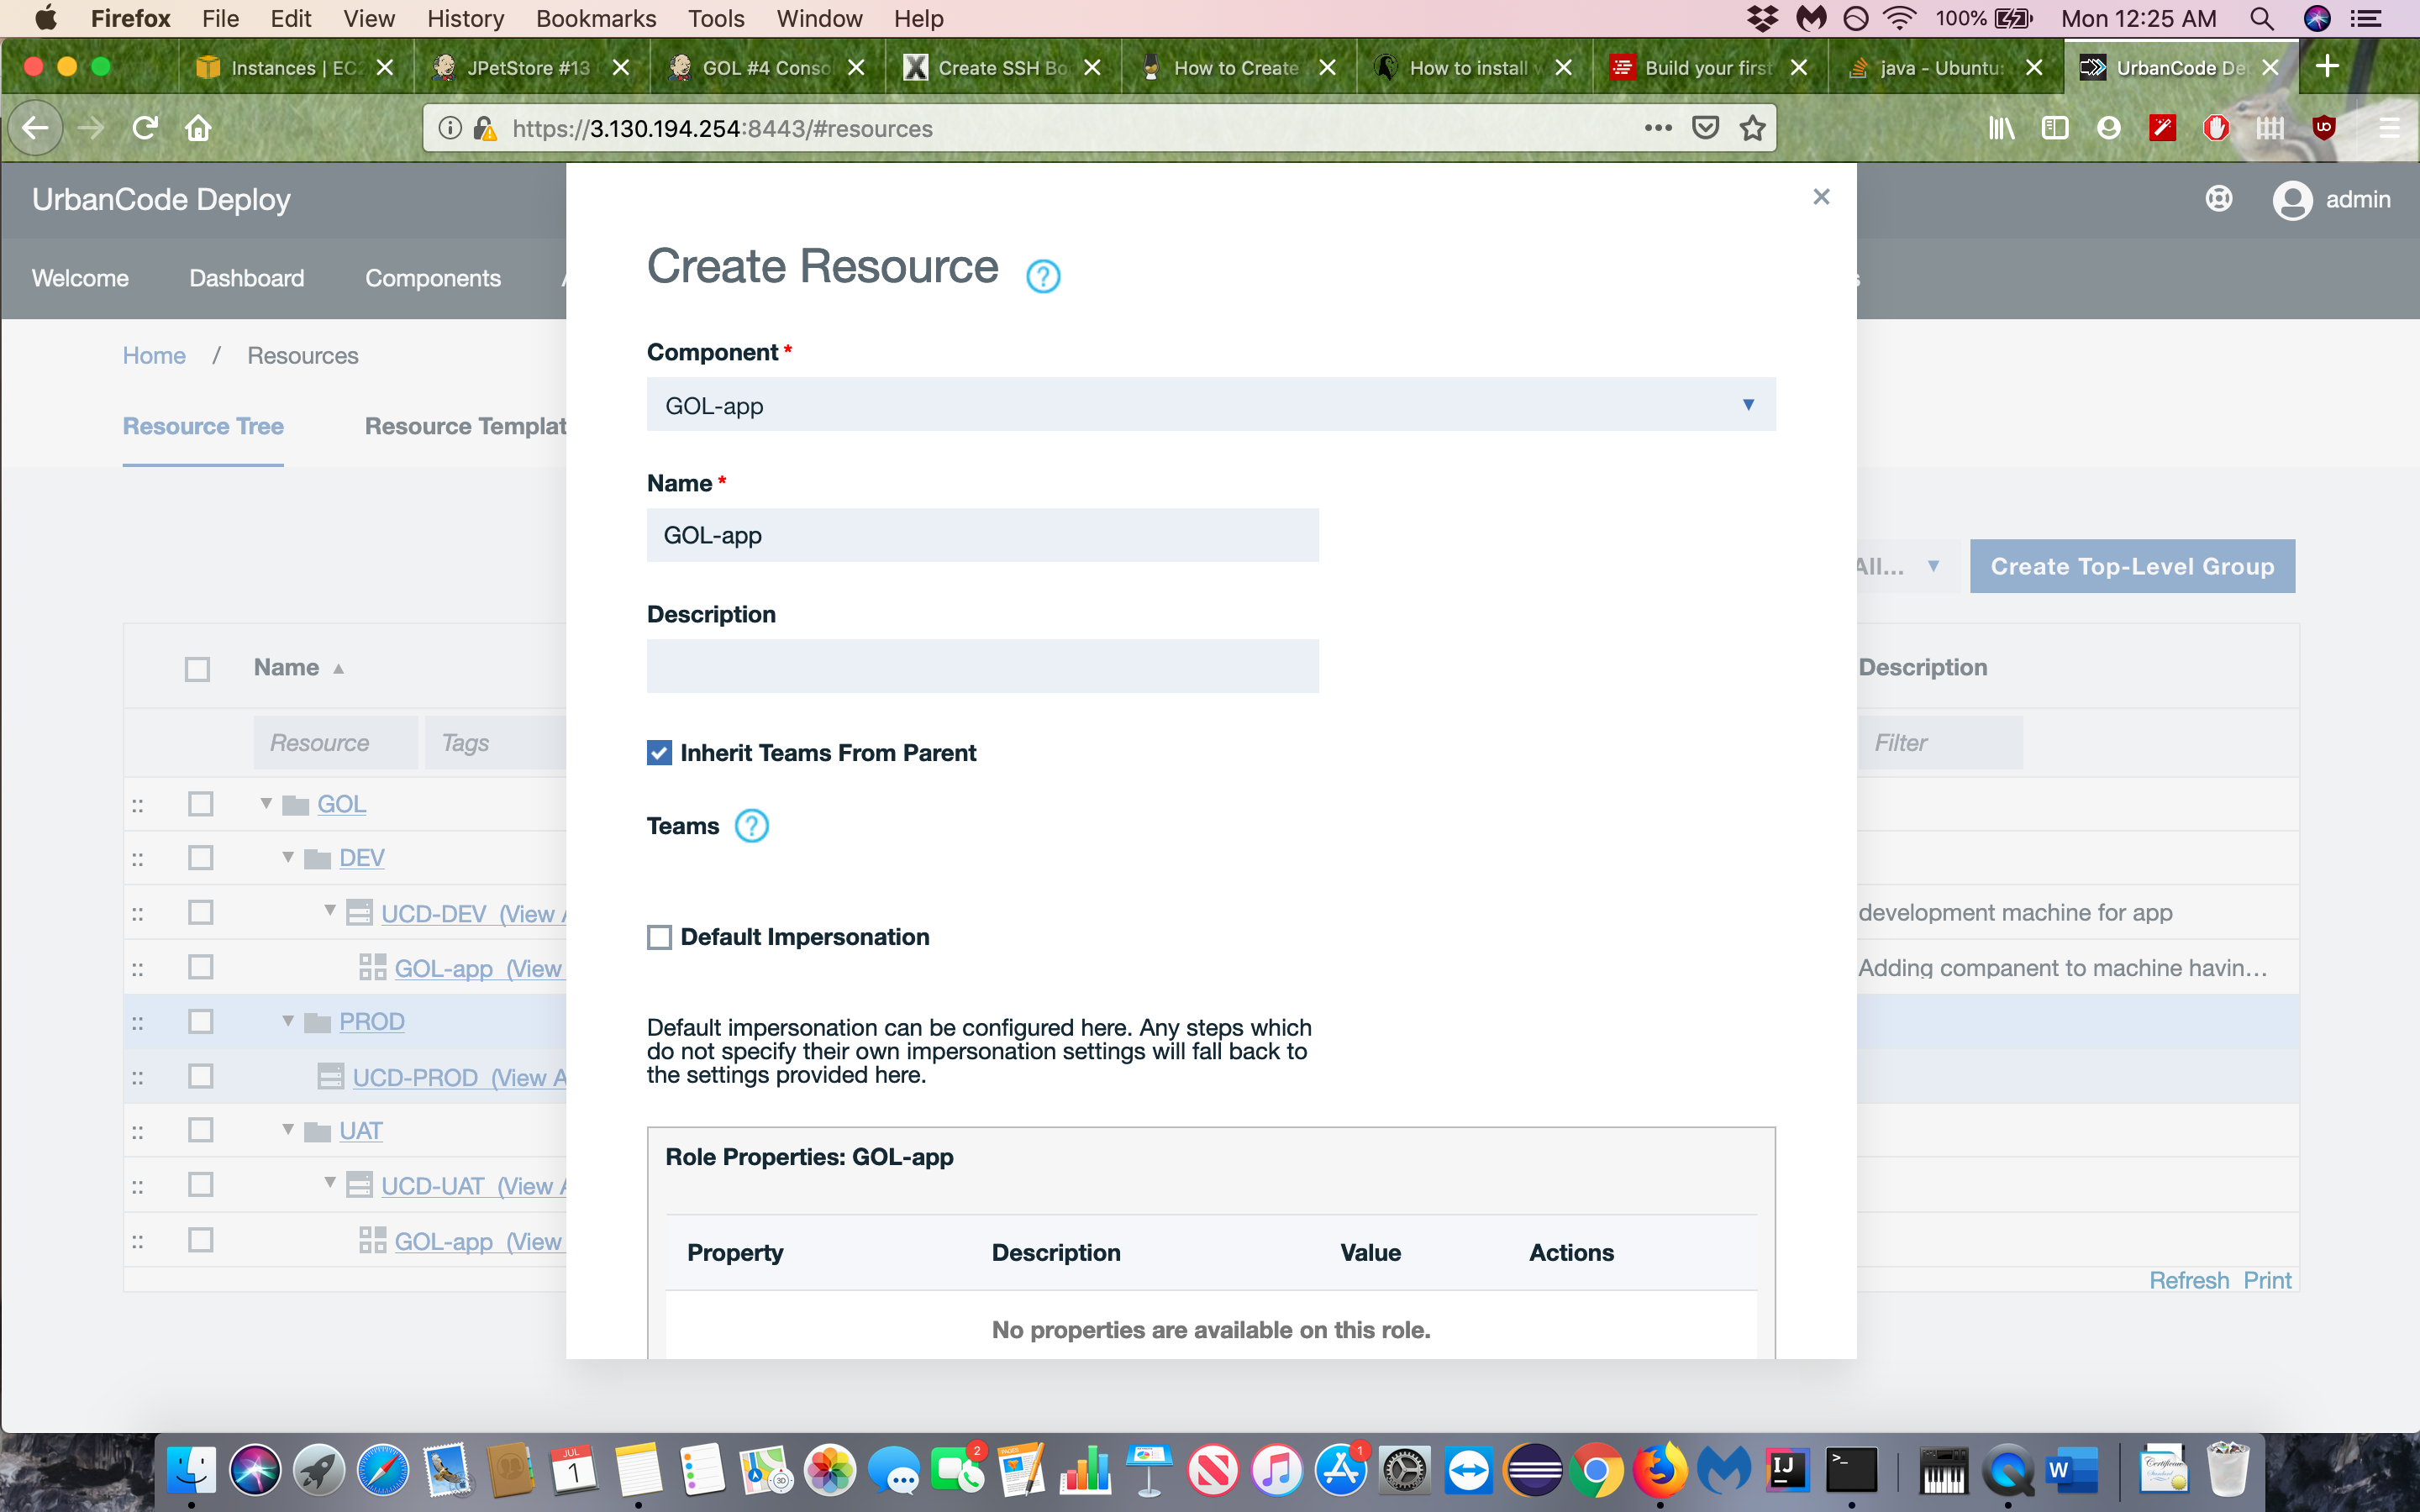 Firefox File Edit View History Bookmarks Tools Window Help 100% Mon 12:25 AM
Instances | EC JPetStore #13 GOL #4 Conso Create SSH Bo How to Create How to install Build your first java - Ubuntu: UrbanCode De
https://3.130.194.254:8443/#resources
UrbanCode Deploy admin
Welcome Dashboard Components
Home / Resources
Resource Tree Resource Templat
All... Create Top-Level Group
Name Description
Resource Tags Filter
GOL
DEV
UCD-DEV (View A development machine for app
GOL-app (View Adding companent to machine havin...
PROD
UCD-PROD (View A
UAT
UCD-UAT (View A
GOL-app (View
Refresh Print
Create Resource ?
Component *
GOL-app
Name *
GOL-app
Description
Inherit Teams From Parent
Teams ?
Default Impersonation
Default impersonation can be configured here. Any steps which
do not specify their own impersonation settings will fall back to
the settings provided here.
Role Properties: GOL-app
Property Description Value Actions
No properties are available on this role.
JUL
1
2
PAGES
3D
1
IJ
>_
W